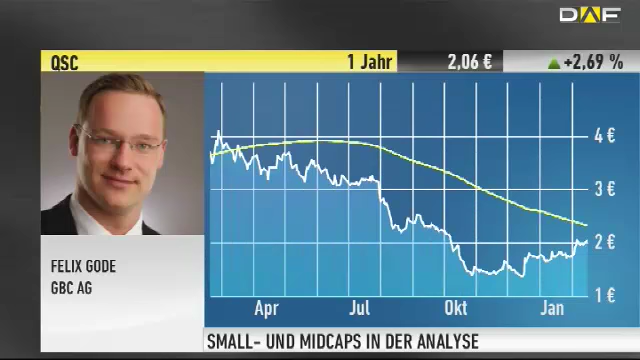 DAF
QSC 1 Jahr 2,06 € +2,69 %
4 €
3 €
2 €
1 €
Apr Jul Okt Jan
FELIX GODE
GBC AG
SMALL- UND MIDCAPS IN DER ANALYSE